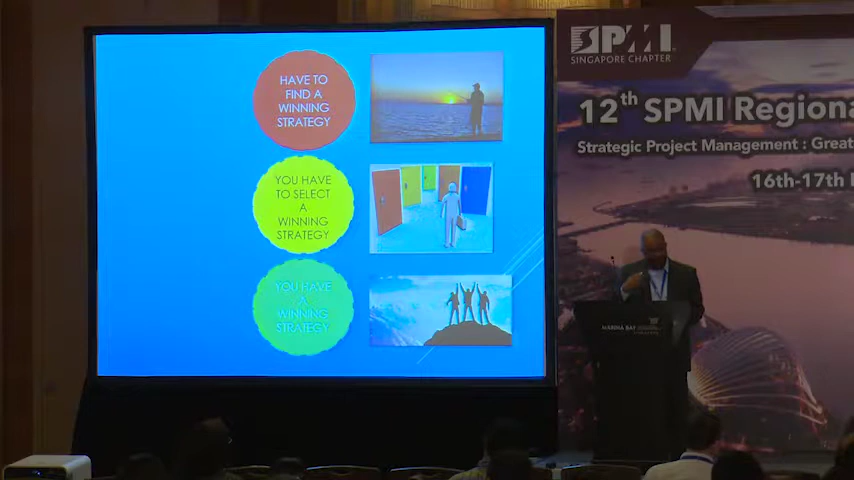 HAVE TO
FIND A
WINNING
STRATEGY
YOU HAVE
TO SELECT
A
WINNING
STRATEGY
YOU HAVE
A
WINNING
STRATEGY
SPMI
SINGAPORE CHAPTER
12th SPMI Regiona
Strategic Project Management : Great
16th-17th
MARINA BAY